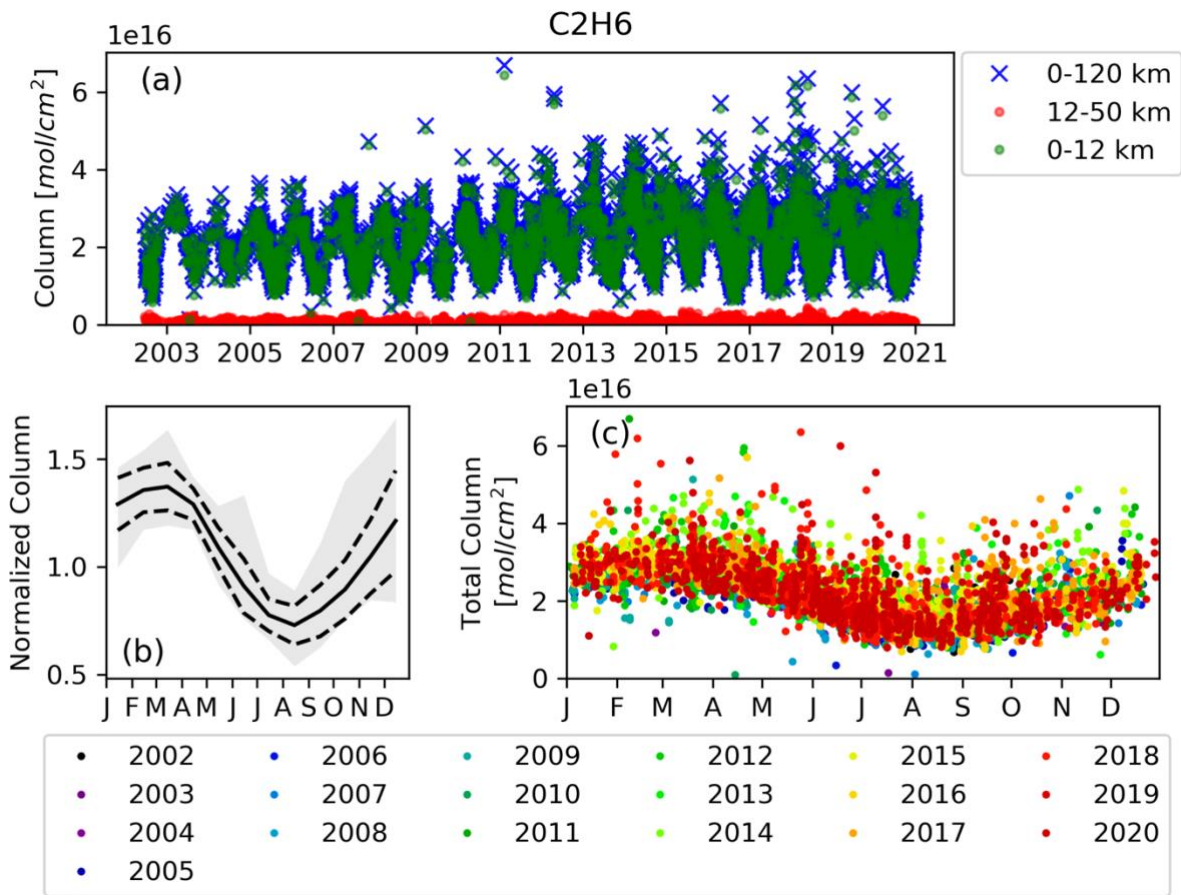 C2H6
1e16
(a)
Column [mol/cm²]
6
4
2
0
2003 2005 2007 2009 2011 2013 2015 2017 2019 2021
0-120 km
12-50 km
0-12 km
(b)
Normalized Column
1.5
1.0
0.5
J F M A M J J A S O N D
1e16
(c)
Total Column
[mol/cm²]
6
4
2
0
J F M A M J J A S O N D
2002 2006 2009 2012 2015 2018
2003 2007 2010 2013 2016 2019
2004 2008 2011 2014 2017 2020
2005